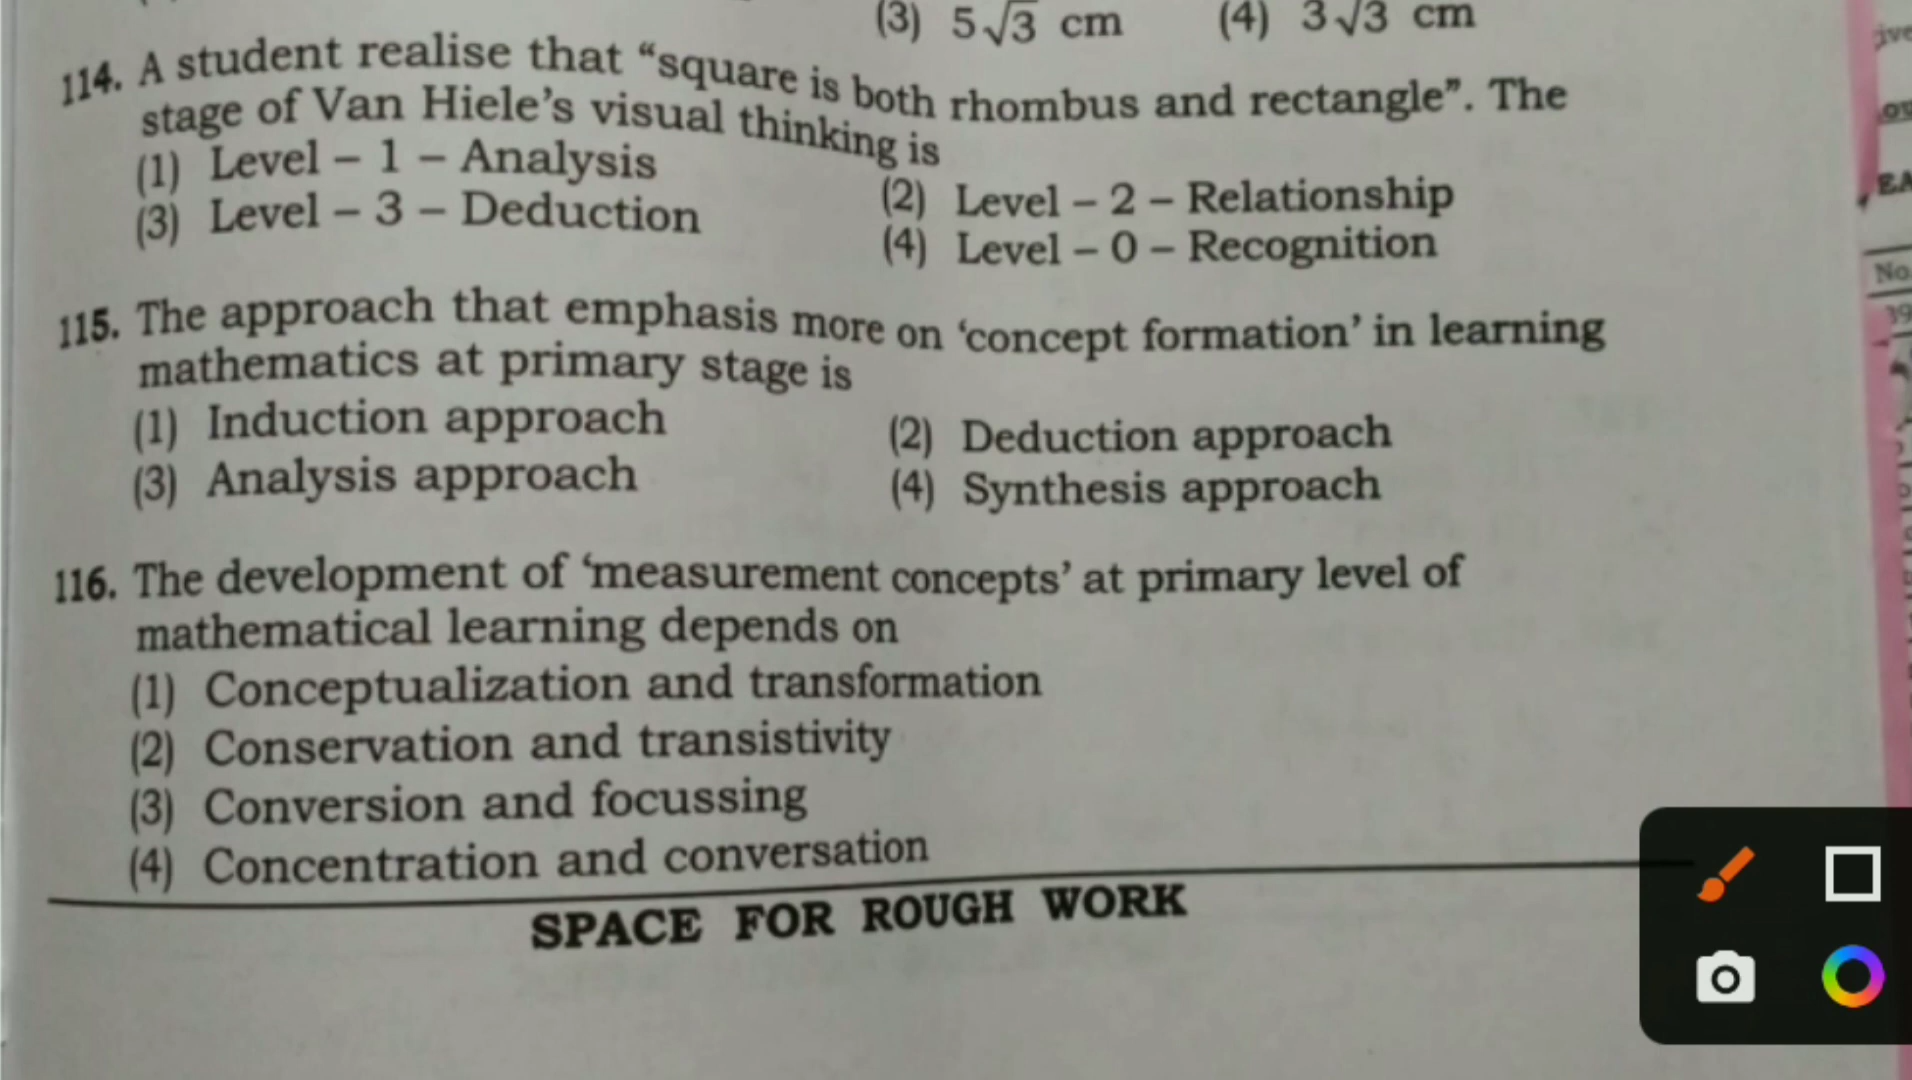 (3) 5√3 cm (4) 3√3 cm
114. A student realise that “square is both rhombus and rectangle”. The
stage of Van Hiele’s visual thinking is
(1) Level – 1 – Analysis
(2) Level – 2 – Relationship
(3) Level – 3 – Deduction
(4) Level – 0 – Recognition
115. The approach that emphasis more on ‘concept formation’ in learning
mathematics at primary stage is
(1) Induction approach
(2) Deduction approach
(3) Analysis approach
(4) Synthesis approach
116. The development of ‘measurement concepts’ at primary level of
mathematical learning depends on
(1) Conceptualization and transformation
(2) Conservation and transistivity
(3) Conversion and focussing
(4) Concentration and conversation
SPACE FOR ROUGH WORK
No.